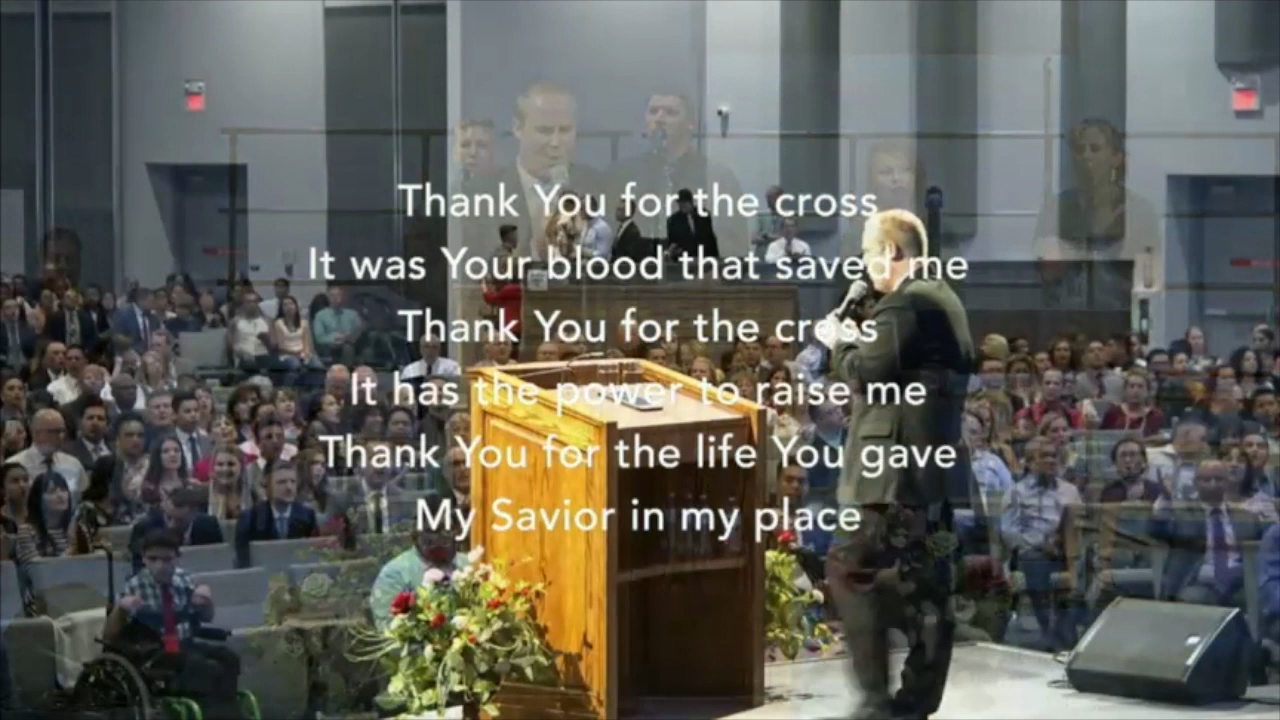 Thank You for the cross
It was Your blood that saved me
Thank You for the cross
It has the power to raise me
Thank You for the life You gave
My Savior in my place